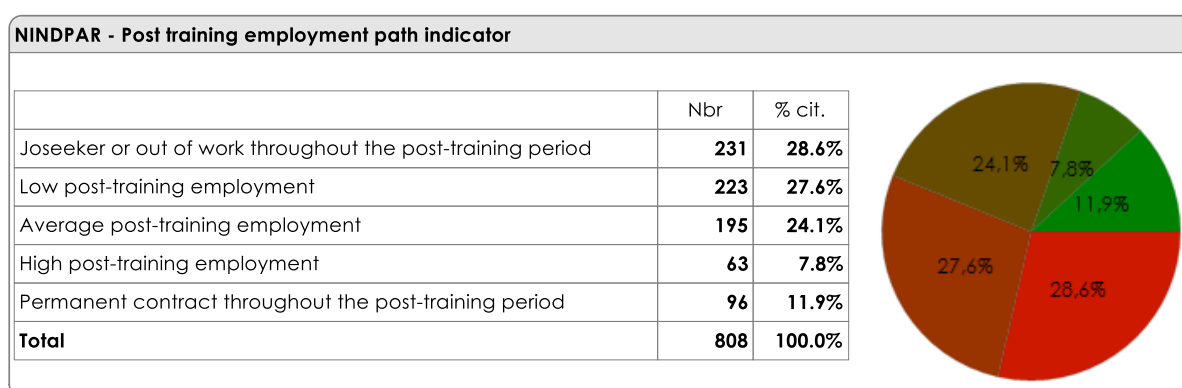 NINDPAR - Post training employment path indicator
Nbr % cit.
Joseeker or out of work throughout the post-training period 231 28.6%
Low post-training employment 223 27.6%
Average post-training employment 195 24.1%
High post-training employment 63 7.8%
Permanent contract throughout the post-training period 96 11.9%
Total 808 100.0%
24,1% 7,8%
11,9%
27,6%
28,6%